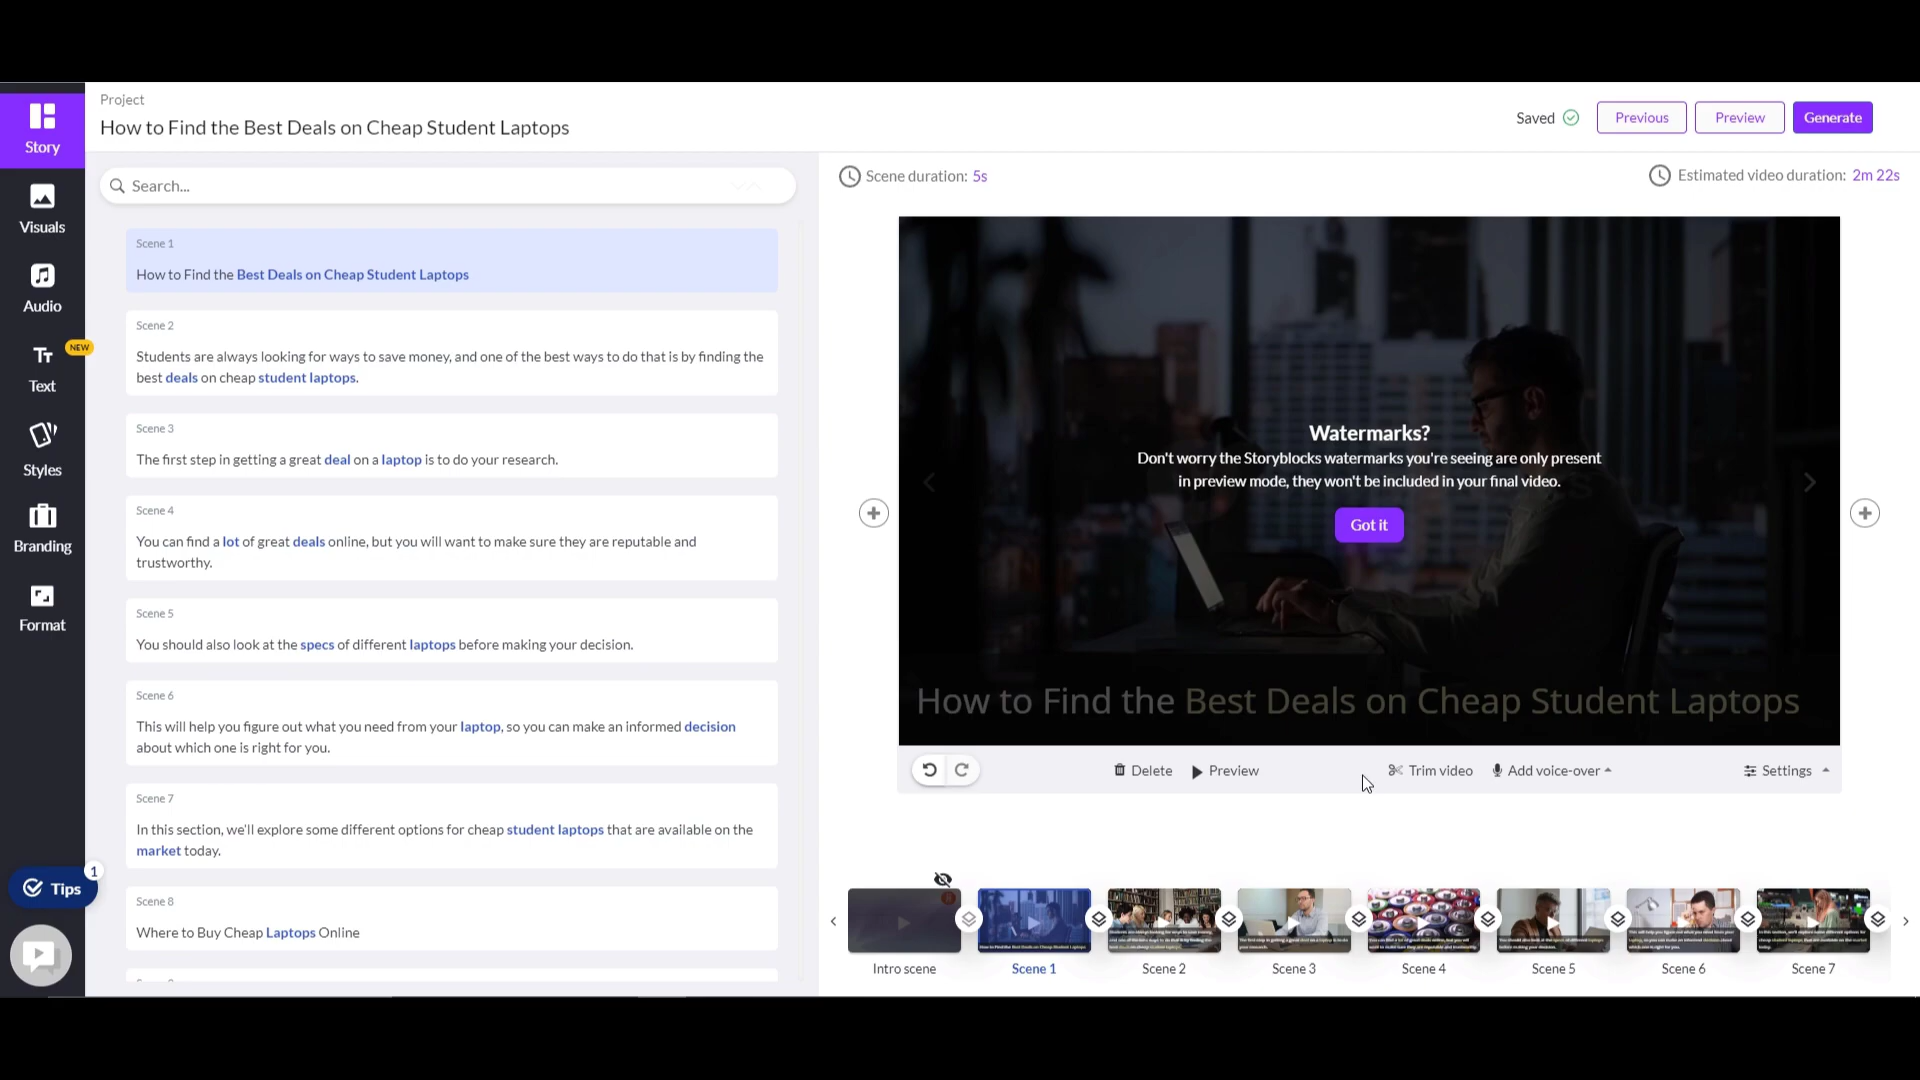 Project
How to Find the Best Deals on Cheap Student Laptops
Saved
Previous
Preview
Generate
Story
Visuals
Audio
NEW
Text
Styles
Branding
Format
Tips
1
Search...
Scene 1
How to Find the Best Deals on Cheap Student Laptops
Scene 2
Students are always looking for ways to save money, and one of the best ways to do that is by finding the
best deals on cheap student laptops.
Scene 3
The first step in getting a great deal on a laptop is to do your research.
Scene 4
You can find a lot of great deals online, but you will want to make sure they are reputable and
trustworthy.
Scene 5
You should also look at the specs of different laptops before making your decision.
Scene 6
This will help you figure out what you need from your laptop, so you can make an informed decision
about which one is right for you.
Scene 7
In this section, we'll explore some different options for cheap student laptops that are available on the
market today.
Scene 8
Where to Buy Cheap Laptops Online
Scene duration: 5s
Estimated video duration: 2m 22s
Watermarks?
Don't worry the Storyblocks watermarks you're seeing are only present
in preview mode, they won't be included in your final video.
Got it
How to Find the Best Deals on Cheap Student Laptops
Delete
Preview
Trim video
Add voice-over
Settings
Intro scene
Scene 1
Scene 2
Scene 3
Scene 4
Scene 5
Scene 6
Scene 7